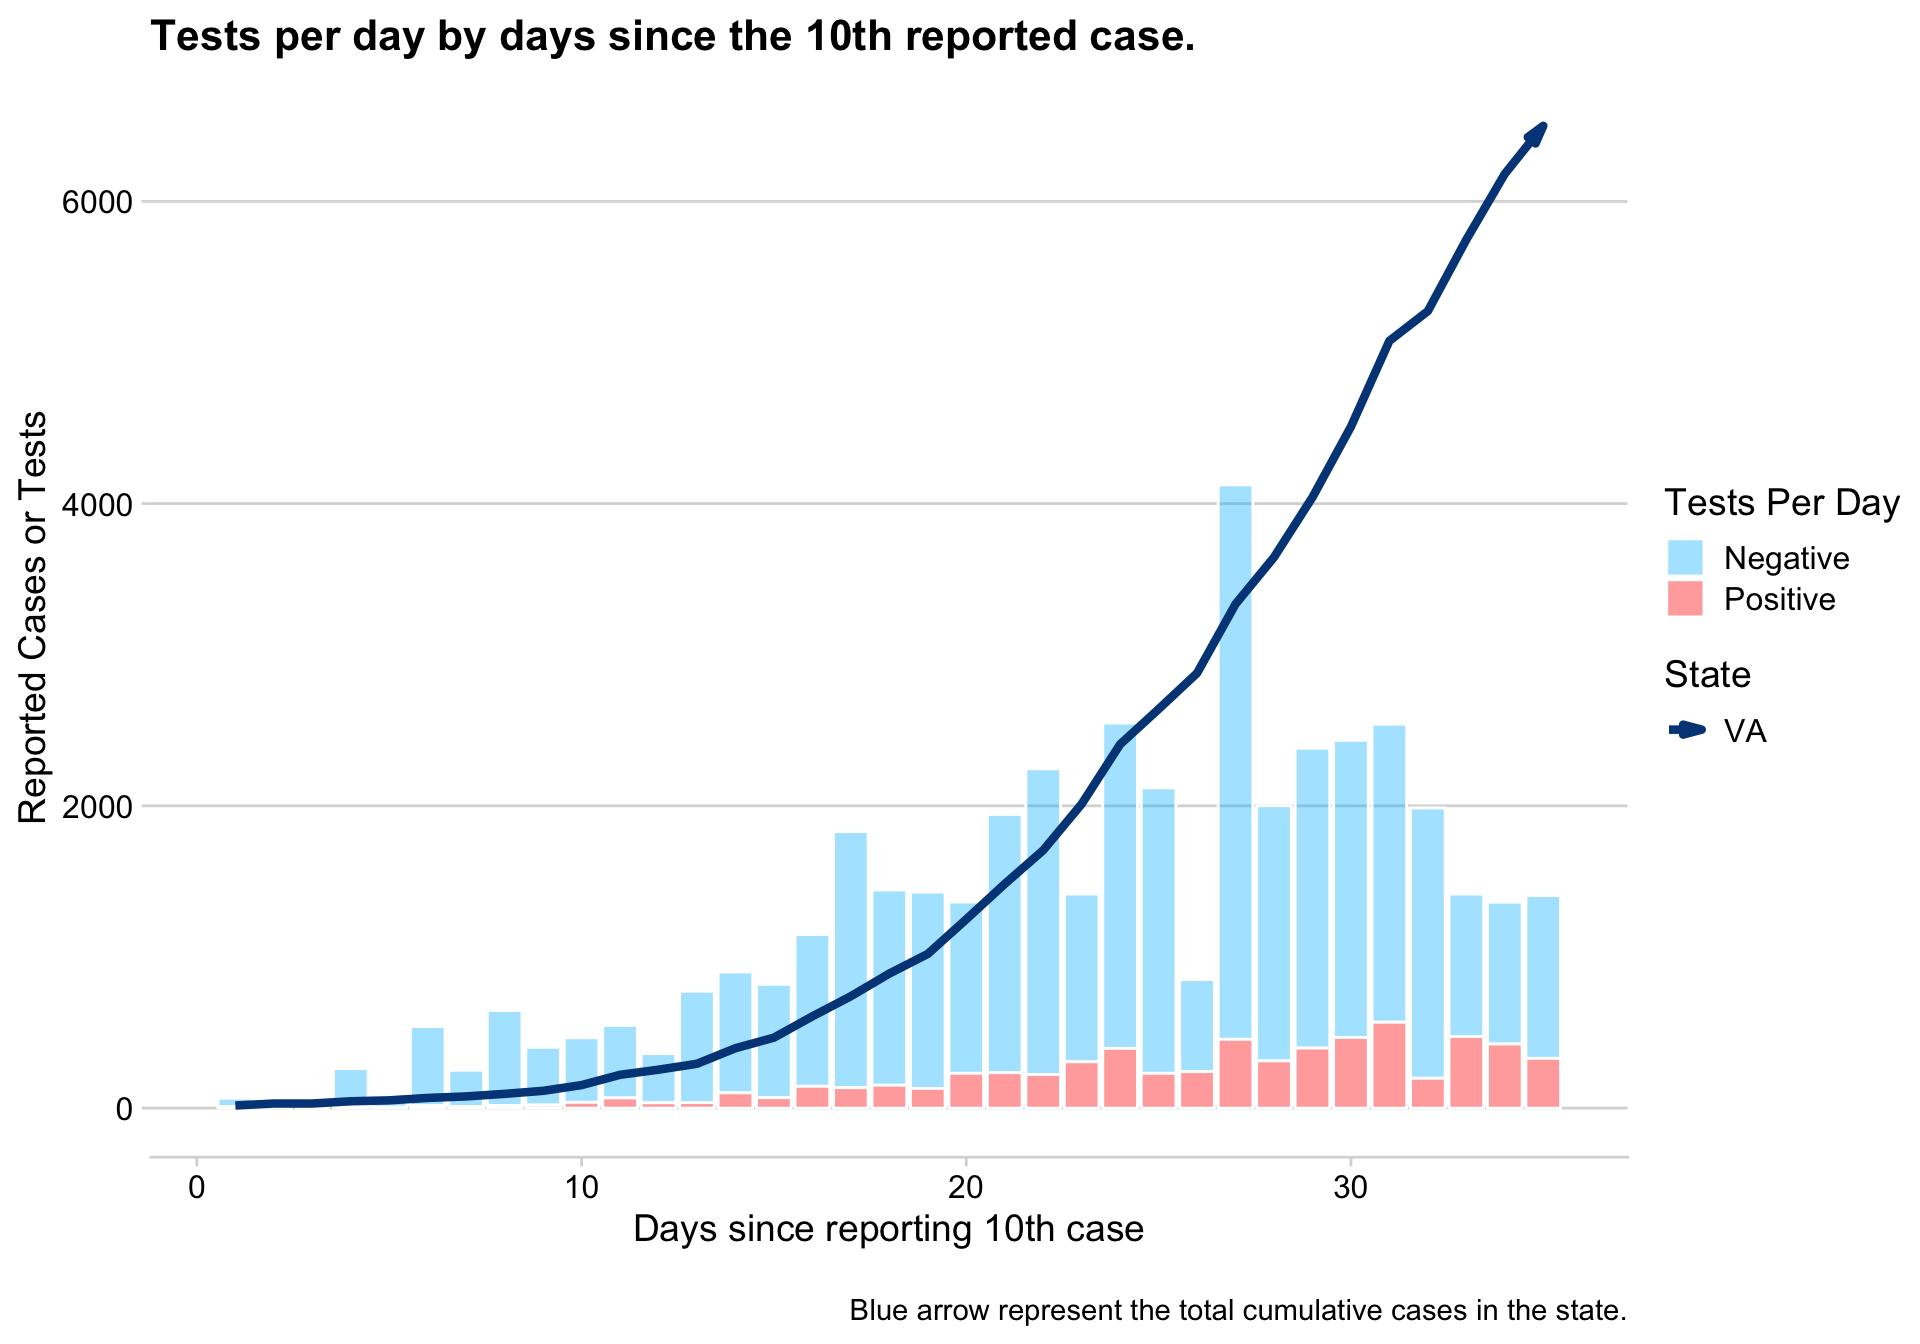 Tests per day by days since the 10th reported case.
6000
4000
2000
0
Reported Cases or Tests
0 10 20 30
Days since reporting 10th case
Tests Per Day
Negative
Positive
State
VA
Blue arrow represent the total cumulative cases in the state.